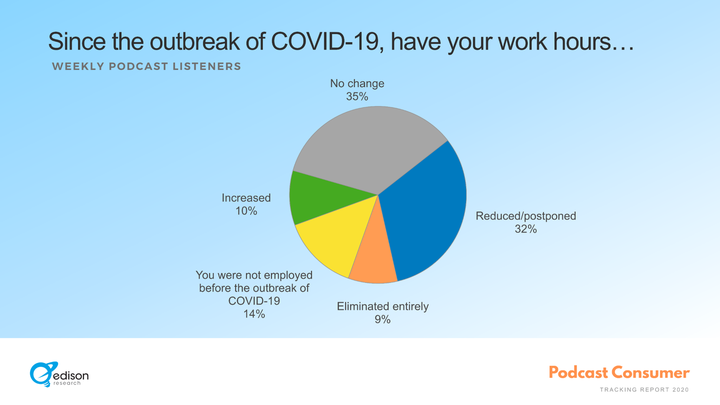 Since the outbreak of COVID-19, have your work hours…
WEEKLY PODCAST LISTENERS
No change
35%
Increased
10%
Reduced/postponed
32%
You were not employed
before the outbreak of
COVID-19
14%
Eliminated entirely
9%
edison
research
Podcast Consumer
TRACKING REPORT 2020